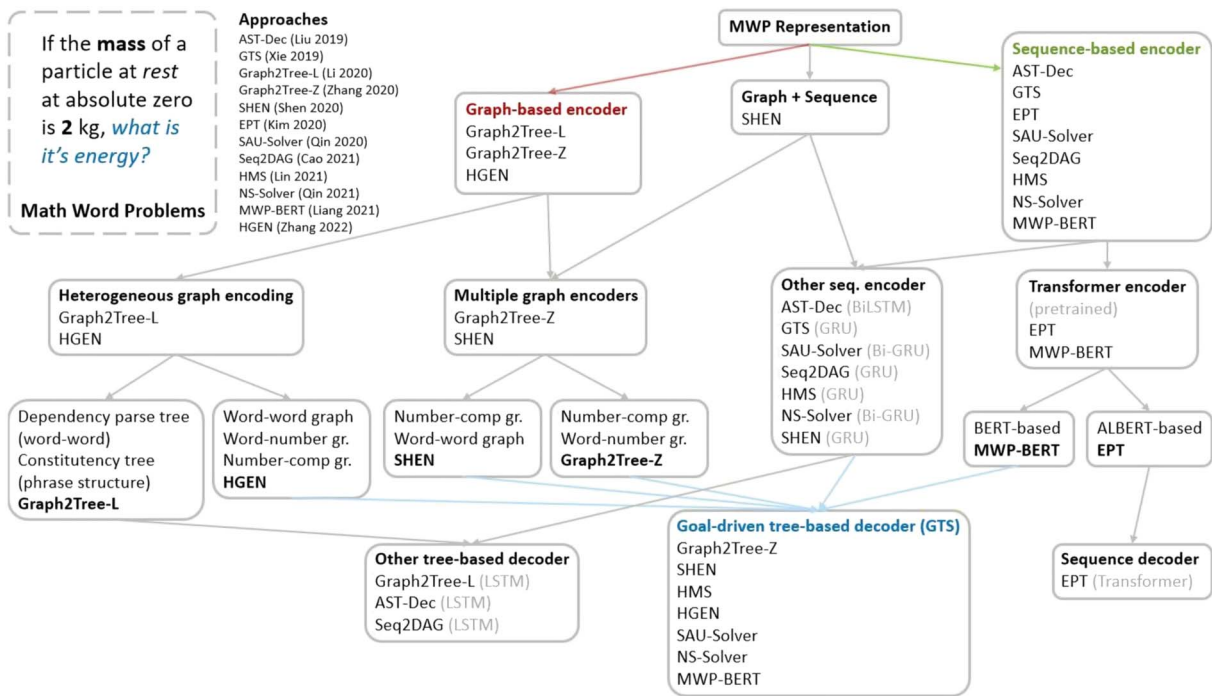 If the mass of a
particle at rest
at absolute zero
is 2 kg, what is
it's energy?
Math Word Problems
Approaches
AST-Dec (Liu 2019)
GTS (Xie 2019)
Graph2Tree-L (Li 2020)
Graph2Tree-Z (Zhang 2020)
SHEN (Shen 2020)
EPT (Kim 2020)
SAU-Solver (Qin 2020)
Seq2DAG (Cao 2021)
HMS (Lin 2021)
NS-Solver (Qin 2021)
MWP-BERT (Liang 2021)
HGEN (Zhang 2022)
MWP Representation
Graph-based encoder
Graph2Tree-L
Graph2Tree-Z
HGEN
Graph + Sequence
SHEN
Sequence-based encoder
AST-Dec
GTS
EPT
SAU-Solver
Seq2DAG
HMS
NS-Solver
MWP-BERT
Heterogeneous graph encoding
Graph2Tree-L
HGEN
Multiple graph encoders
Graph2Tree-Z
SHEN
Other seq. encoder
AST-Dec (BiLSTM)
GTS (GRU)
SAU-Solver (Bi-GRU)
Seq2DAG (GRU)
HMS (GRU)
NS-Solver (Bi-GRU)
SHEN (GRU)
Transformer encoder
(pretrained)
EPT
MWP-BERT
Dependency parse tree
(word-word)
Constitutency tree
(phrase structure)
Graph2Tree-L
Word-word graph
Word-number gr.
Number-comp gr.
HGEN
Number-comp gr.
Word-word graph
SHEN
Number-comp gr.
Word-number gr.
Graph2Tree-Z
BERT-based
MWP-BERT
ALBERT-based
EPT
Other tree-based decoder
Graph2Tree-L (LSTM)
AST-Dec (LSTM)
Seq2DAG (LSTM)
Goal-driven tree-based decoder (GTS)
Graph2Tree-Z
SHEN
HMS
HGEN
SAU-Solver
NS-Solver
MWP-BERT
Sequence decoder
EPT (Transformer)